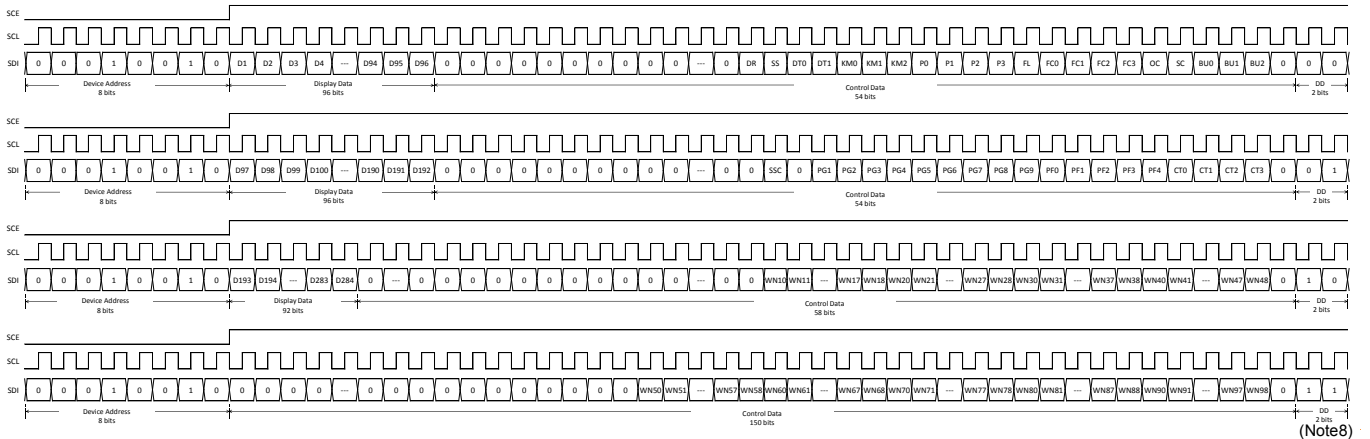 SCE
SCL
SDI 0 0 0 1 0 0 1 0 D1 D2 D3 D4 --- D94 D95 D96 0 0 0 0 0 0 0 0 0 0 --- 0 DR SS DT0 DT1 KM0 KM1 KM2 P0 P1 P2 P3 FL FC0 FC1 FC2 FC3 OC SC BU0 BU1 BU2 0 0 0
Device Address Display Data Control Data DD
8 bits 96 bits 54 bits 2 bits
SCE
SCL
SDI 0 0 0 1 0 0 1 0 D97 D98 D99 D100 --- D190 D191 D192 0 0 0 0 0 0 0 0 0 0 --- 0 0 SSC 0 PG1 PG2 PG3 PG4 PG5 PG6 PG7 PG8 PG9 PF0 PF1 PF2 PF3 PF4 CT0 CT1 CT2 CT3 0 0 1
Device Address Display Data Control Data DD
8 bits 96 bits 54 bits 2 bits
SCE
SCL
SDI 0 0 0 1 0 0 1 0 D193 D194 --- D283 D284 0 --- 0 0 0 0 0 0 0 0 0 0 0 --- 0 0 WN10 WN11 --- WN17 WN18 WN20 WN21 --- WN27 WN28 WN30 WN31 --- WN37 WN38 WN40 WN41 --- WN47 WN48 0 1 0
Device Address Display Data Control Data DD
8 bits 92 bits 58 bits 2 bits
SCE
SCL
SDI 0 0 0 1 0 0 1 0 0 0 0 0 --- 0 0 0 0 0 0 0 0 0 0 0 WN50 WN51 --- WN57 WN58 WN60 WN61 --- WN67 WN68 WN70 WN71 --- WN77 WN78 WN80 WN81 --- WN87 WN88 WN90 WN91 --- WN97 WN98 0 1 1
Device Address Control Data DD
8 bits 150 bits 2 bits
(Note8)